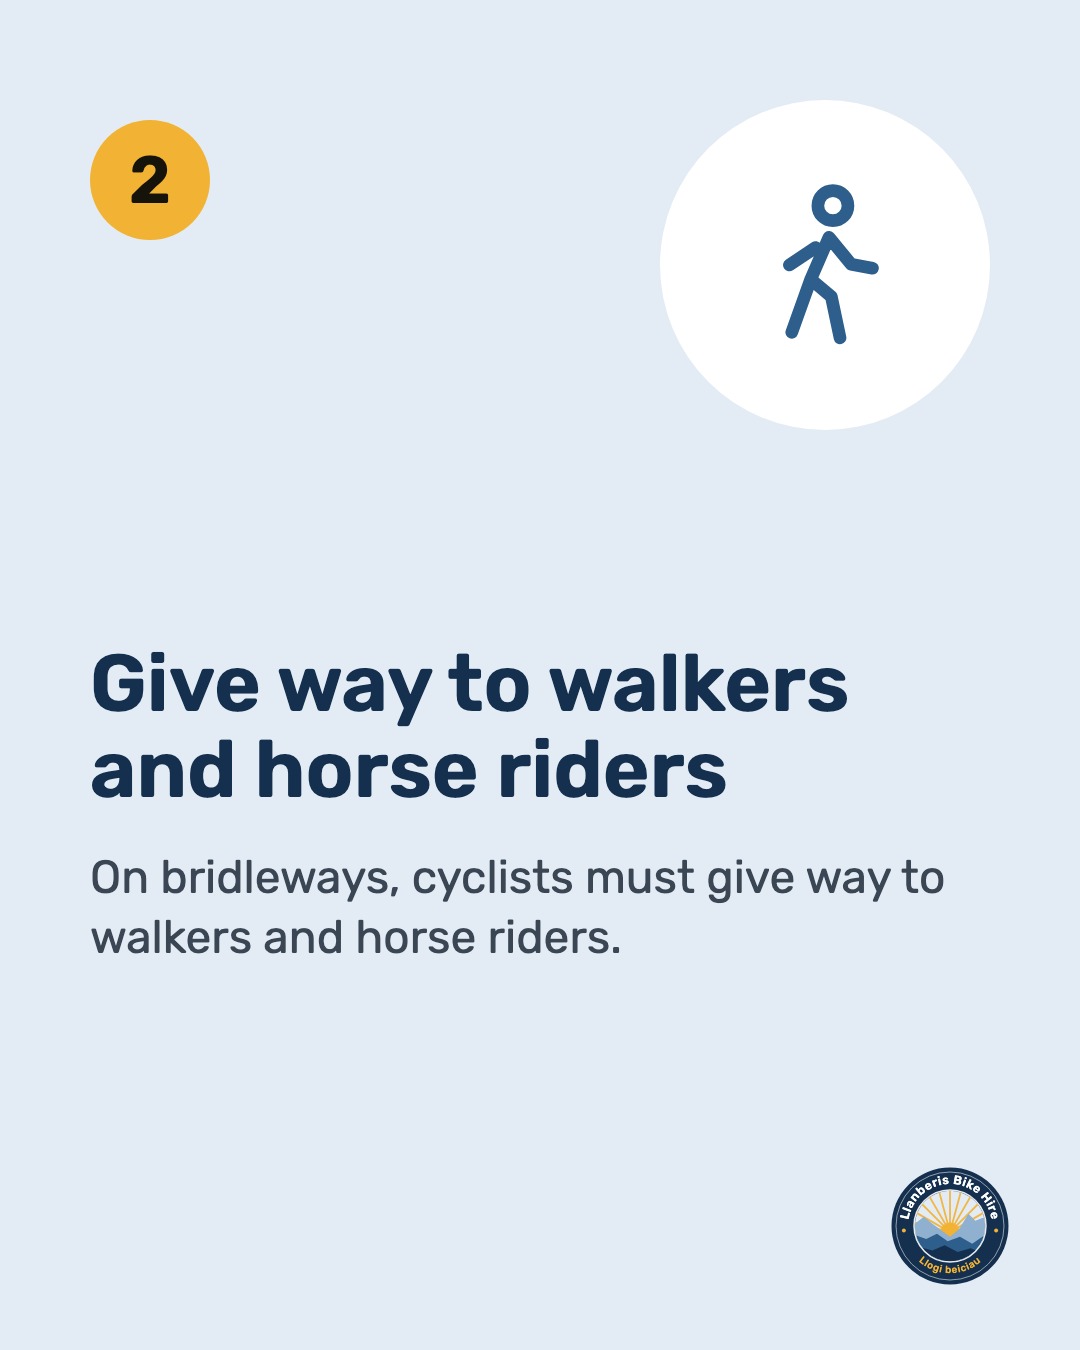 2
Give way to walkers
and horse riders
On bridleways, cyclists must give way to
walkers and horse riders.
Llanberis Bike Hire
Llogi beiciau